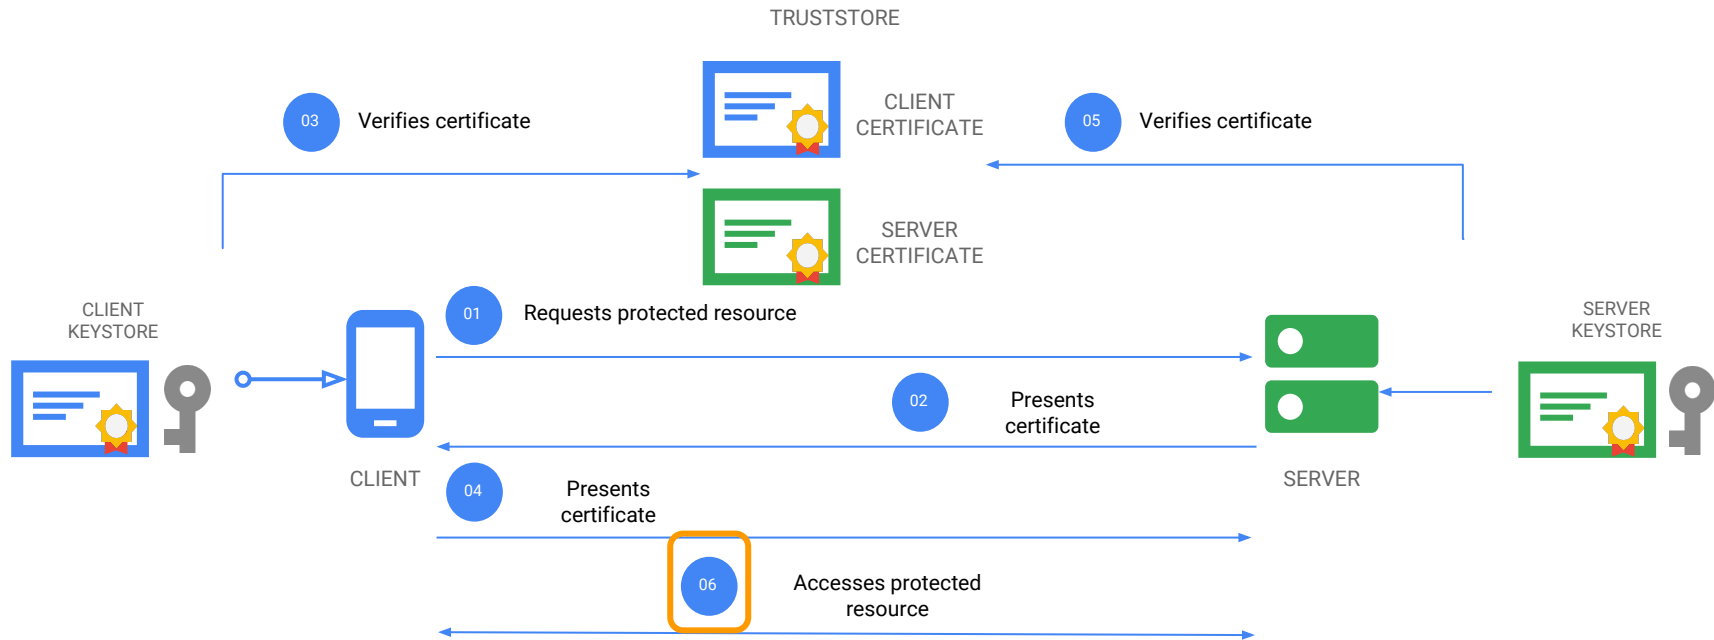 TRUSTSTORE
03
Verifies certificate
CLIENT
CERTIFICATE
05
Verifies certificate
SERVER
CERTIFICATE
CLIENT
KEYSTORE
01
Requests protected resource
SERVER
KEYSTORE
02
Presents
certificate
CLIENT
SERVER
04
Presents
certificate
06
Accesses protected
resource